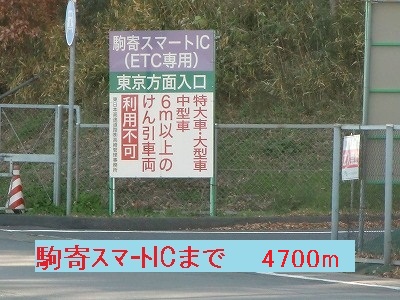 駒寄スマートIC
(ETC専用)
東京方面入口
特大車・大型車
中型車
6m以上の
けん引車両
利用不可
駒寄スマートICまで 4700m